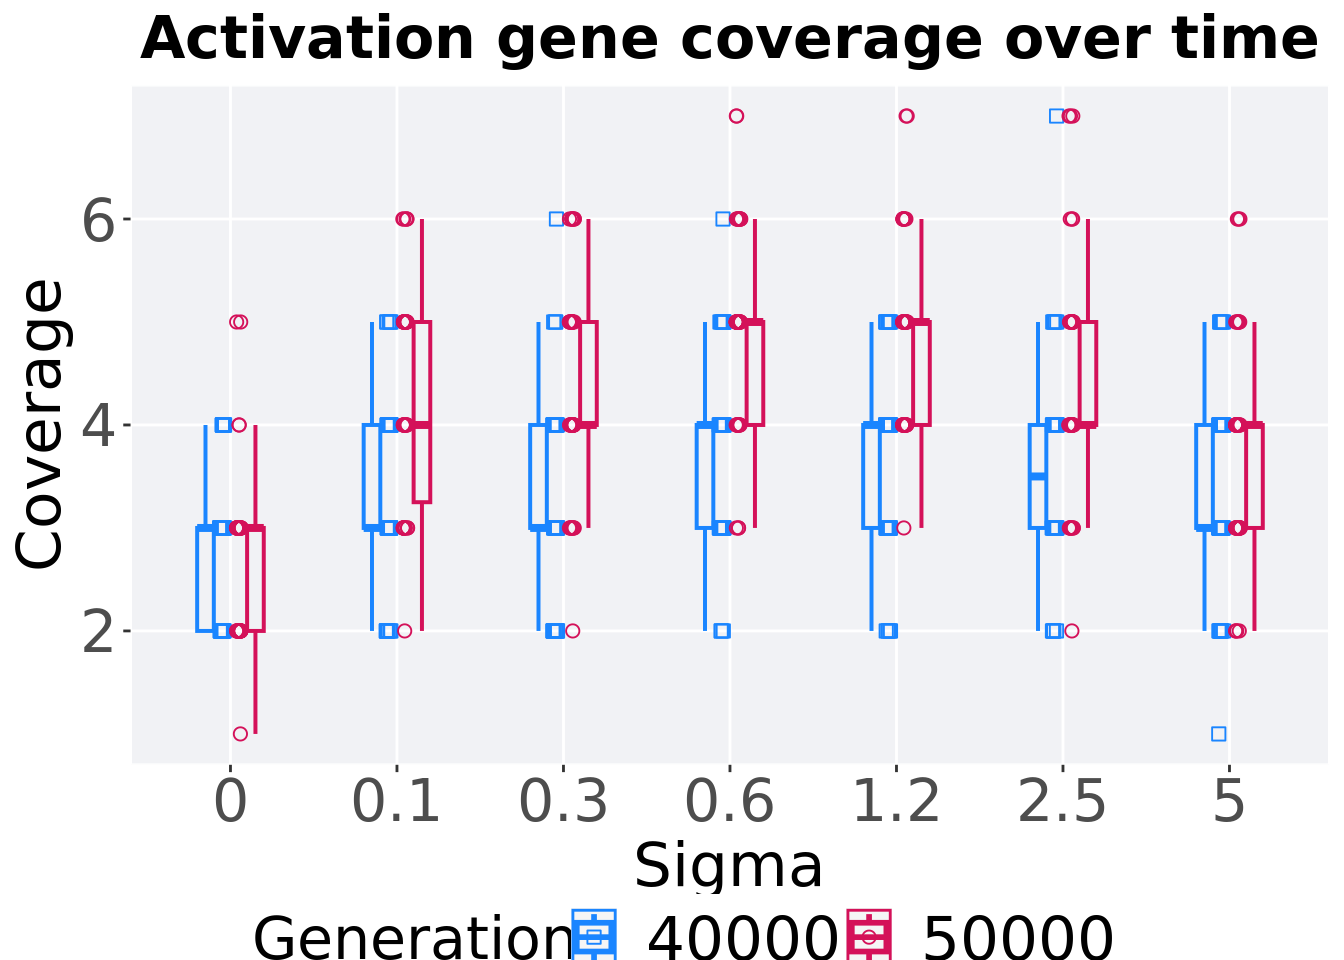 Activation gene coverage over time
Coverage
6
4
2
0 0.1 0.3 0.6 1.2 2.5 5
Sigma
Generation 40000 50000